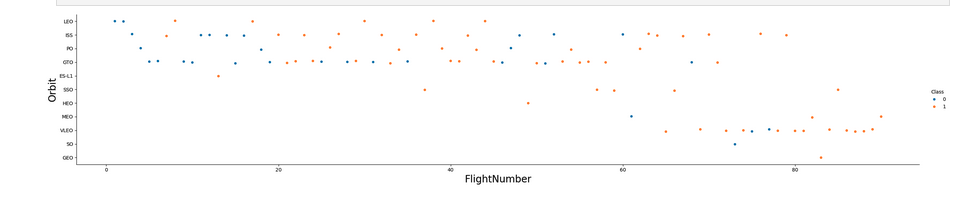 LEO
ISS
PO
GTO
ES-L1
SSO
HEO
MEO
VLEO
SO
GEO
Orbit
0 20 40 60 80
FlightNumber
Class
0
1